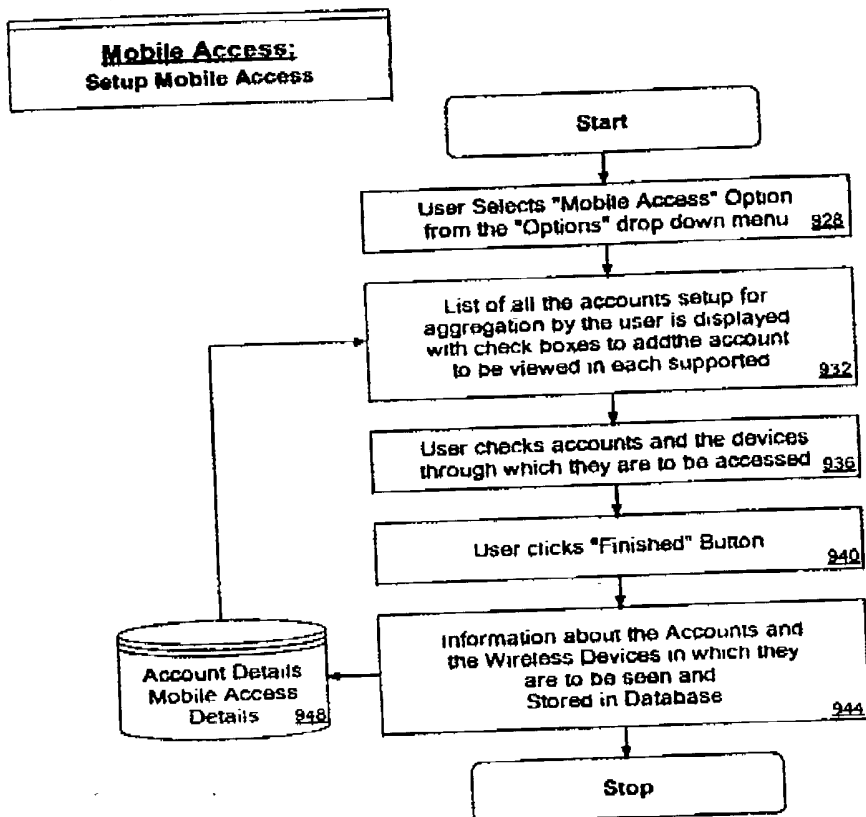 Mobile Access:
Setup Mobile Access
Start
User Selects "Mobile Access" Option
from the "Options" drop down menu 928
List of all the accounts setup for
aggregation by the user is displayed
with check boxes to addthe account
to be viewed in each supported 932
User checks accounts and the devices
through which they are to be accessed 936
User clicks "Finished" Button 940
Information about the Accounts and
the Wireless Devices in which they
are to be seen and
Stored in Database 944
Account Details
Mobile Access
Details 948
Stop